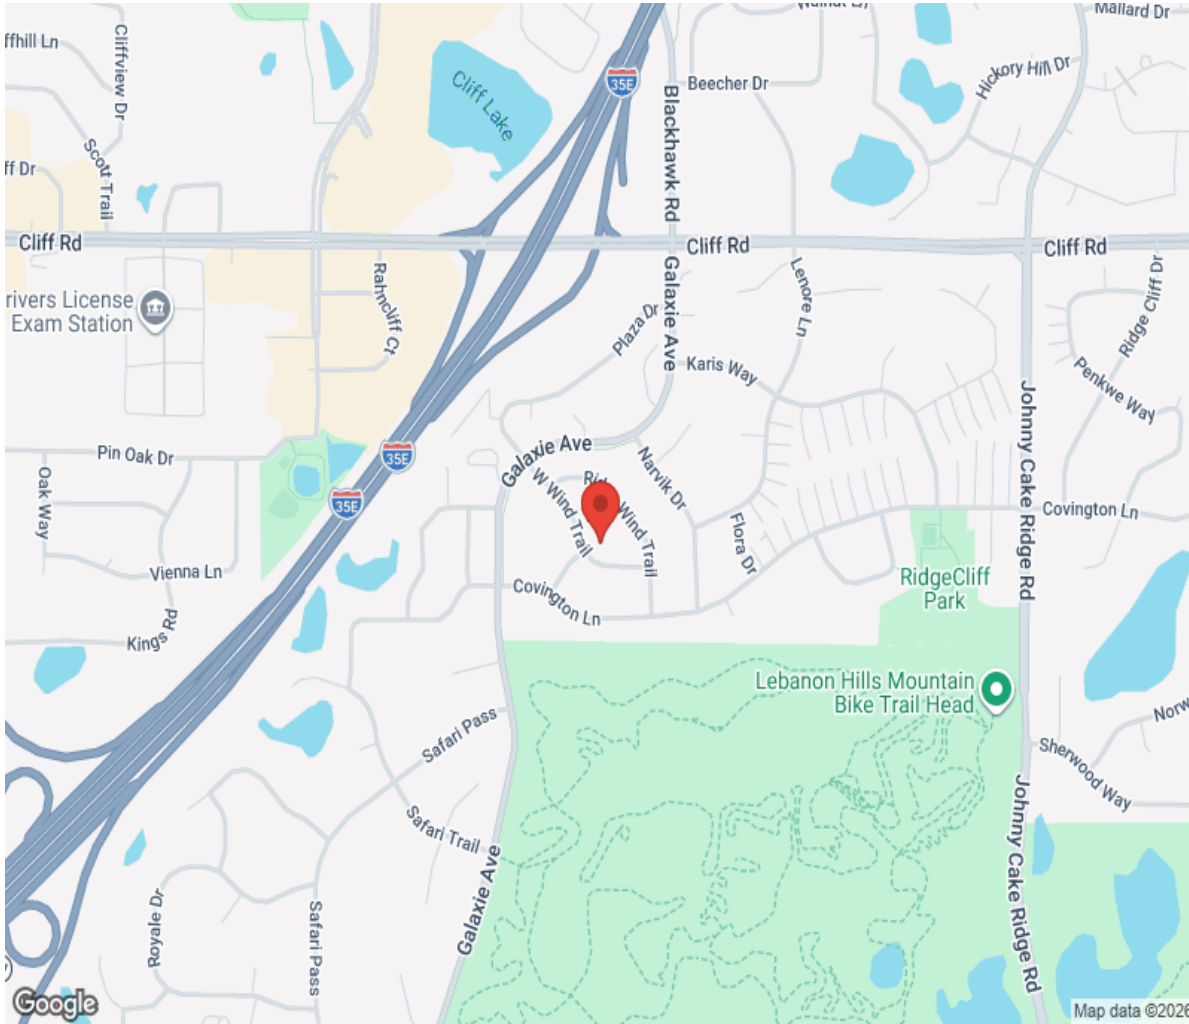 Walnut Ln
Mallard Dr
ffhill Ln
Cliffview Dr
Cliff Lake
35E
Beecher Dr
Hickory Hill Dr
Blackhawk Rd
Scott Trail
ff Dr
Cliff Rd
Cliff Rd
Cliff Rd
Rahncliff Ct
rivers License
Exam Station
Plaza Dr
Galaxie Ave
Lenore Ln
Ridge Cliff Dr
Karis Way
Penkwe Way
Johnny Cake Ridge Rd
Pin Oak Dr
35E
Galaxie Ave
Narvik Dr
Oak Way
35E
W Wind Trail
Wind Trail
Flora Dr
Covington Ln
Vienna Ln
Covington Ln
RidgeCliff
Park
Kings Rd
Lebanon Hills Mountain
Bike Trail Head
Safari Pass
Norw
Sherwood Way
Safari Trail
Johnny Cake Ridge Rd
Galaxie Ave
Royale Dr
Safari Pass
Google
Map data ©2026